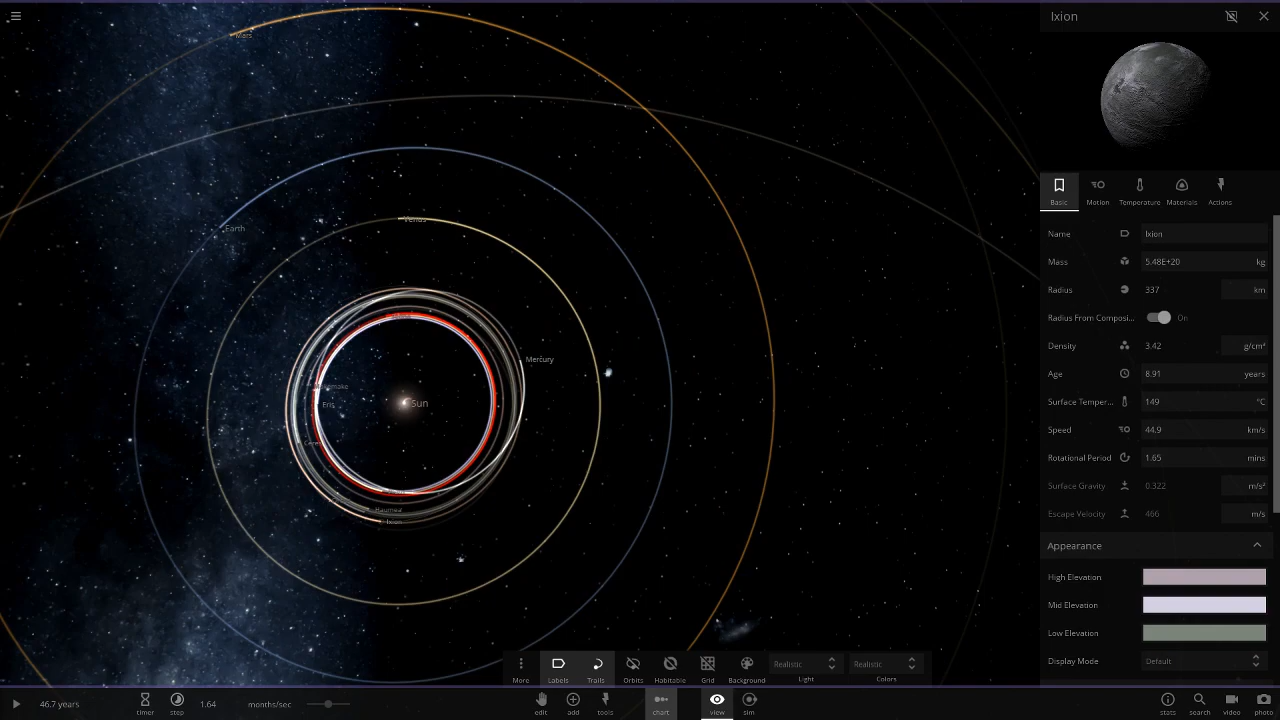 Ixion
Mars
Earth
Venus
Mercury
Sun
Eris
Haumea
Ixion
Basic
Motion
Temperature
Materials
Actions
Name
Ixion
Mass
5.48E+20
kg
Radius
337
km
Radius From Composi...
On
Density
3.42
g/cm³
Age
8.91
years
Surface Temper...
149
°C
Speed
44.9
km/s
Rotational Period
1.65
mins
Surface Gravity
0.322
m/s²
Escape Velocity
466
m/s
Appearance
High Elevation
Mid Elevation
Low Elevation
Display Mode
Default
More
Labels
Trails
Orbits
Habitable
Grid
Background
Realistic
Light
Realistic
Colors
46.7 years
timer
step
1.64
months/sec
edit
add
tools
chart
view
sim
stats
search
video
photo